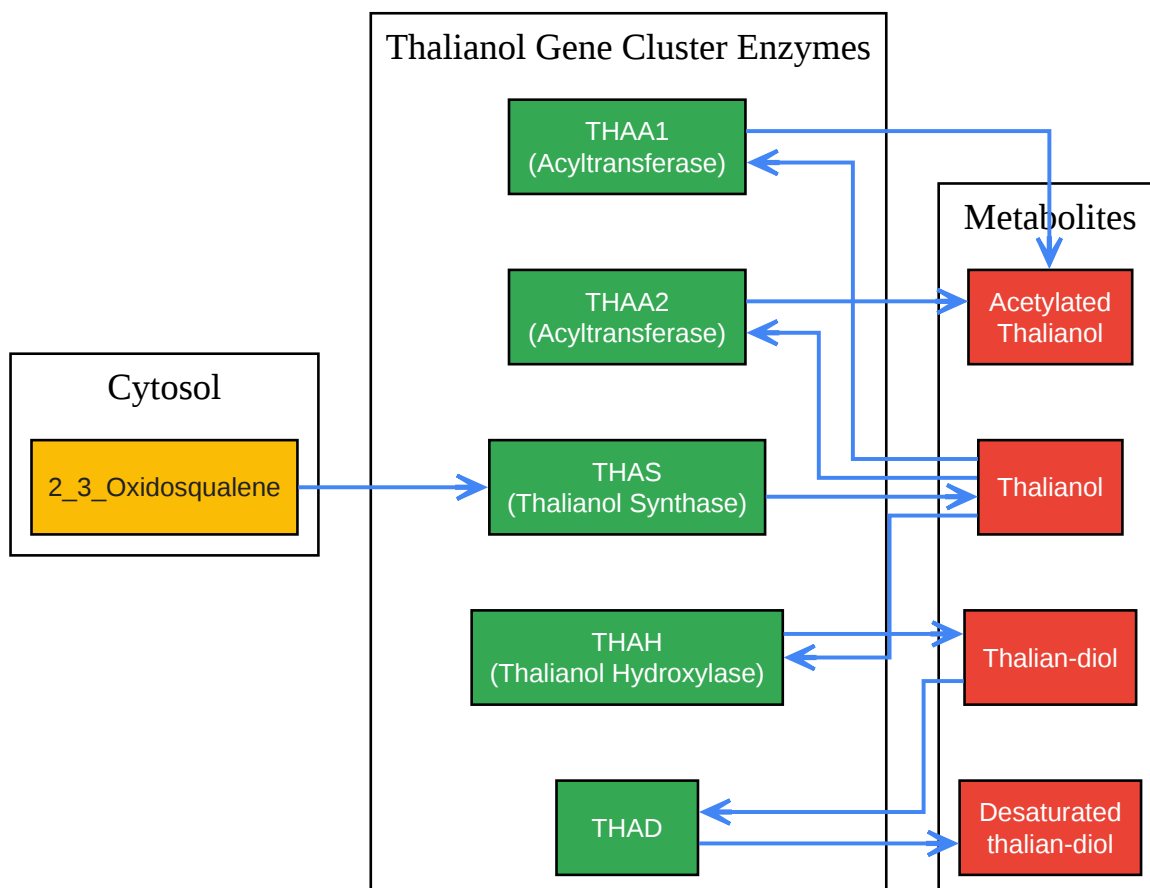 Thalianol Gene Cluster Enzymes
THAA1
(Acyltransferase)
Metabolites
THAA2
(Acyltransferase)
Acetylated
Thalianol
Cytosol
2_3_Oxidosqualene
THAS
(Thalianol Synthase)
Thalianol
THAH
(Thalianol Hydroxylase)
Thalian-diol
THAD
Desaturated
thalian-diol